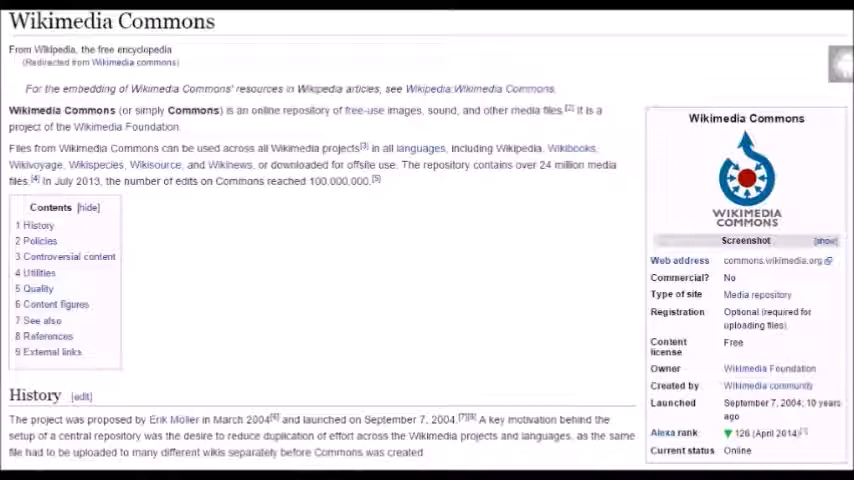 Wikimedia Commons
From Wikipedia, the free encyclopedia
(Redirected from Wikimedia commons)
For the embedding of Wikimedia Commons' resources in Wikipedia articles, see Wikipedia:Wikimedia Commons.
Wikimedia Commons (or simply Commons) is an online repository of free-use images, sound, and other media files.[2] It is a
project of the Wikimedia Foundation.
Files from Wikimedia Commons can be used across all Wikimedia projects[3] in all languages, including Wikipedia, Wikibooks,
Wikivoyage, Wikispecies, Wikisource, and Wikinews, or downloaded for offsite use. The repository contains over 24 million media
files.[4] In July 2013, the number of edits on Commons reached 100,000,000.[5]
Contents [hide]
1 History
2 Policies
3 Controversial content
4 Utilities
5 Quality
6 Content figures
7 See also
8 References
9 External links
History [edit]
The project was proposed by Erik Möller in March 2004[6] and launched on September 7, 2004.[7][8] A key motivation behind the
setup of a central repository was the desire to reduce duplication of effort across the Wikimedia projects and languages, as the same
file had to be uploaded to many different wikis separately before Commons was created
Wikimedia Commons
WIKIMEDIA
COMMONS
Screenshot [show]
Web address commons.wikimedia.org
Commercial? No
Type of site Media repository
Registration Optional (required for
uploading files)
Content Free
license
Owner Wikimedia Foundation
Created by Wikimedia community
Launched September 7, 2004; 10 years
ago
Alexa rank ▼ 126 (April 2014)[1]
Current status Online